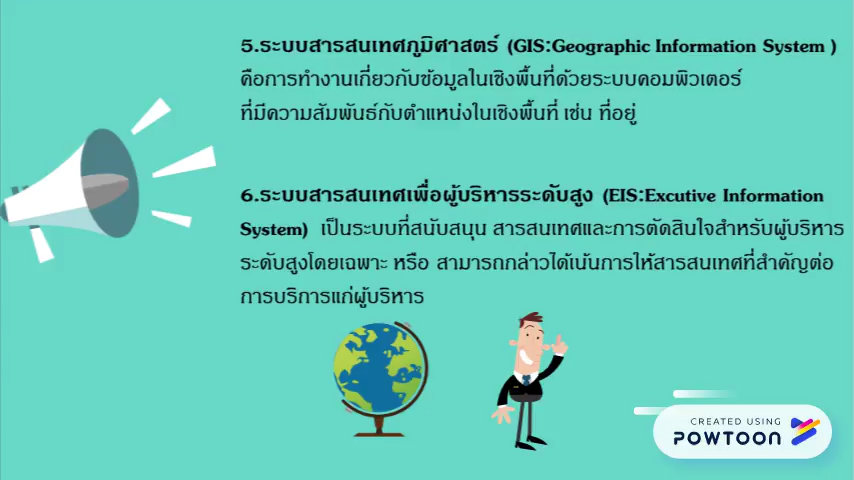 5.ระบบสารสนเทศภูมิศาสตร์ (GIS:Geographic Information System )
คือการทำงานเกี่ยวกับข้อมูลในเชิงพื้นที่ด้วยระบบคอมพิวเตอร์
ที่มีความสัมพันธ์กับตำแหน่งในเชิงพื้นที่ เช่น ที่อยู่
6.ระบบสารสนเทศเพื่อผู้บริหารระดับสูง (EIS:Excutive Information
System) เป็นระบบที่สนับสนุน สารสนเทศและการตัดสินใจสำหรับผู้บริหาร
ระดับสูงโดยเฉพาะ หรือ สามารถกล่าวได้เน้นการให้สารสนเทศที่สำคัญต่อ
การบริการแก่ผู้บริหาร
CREATED USING
POWTOON